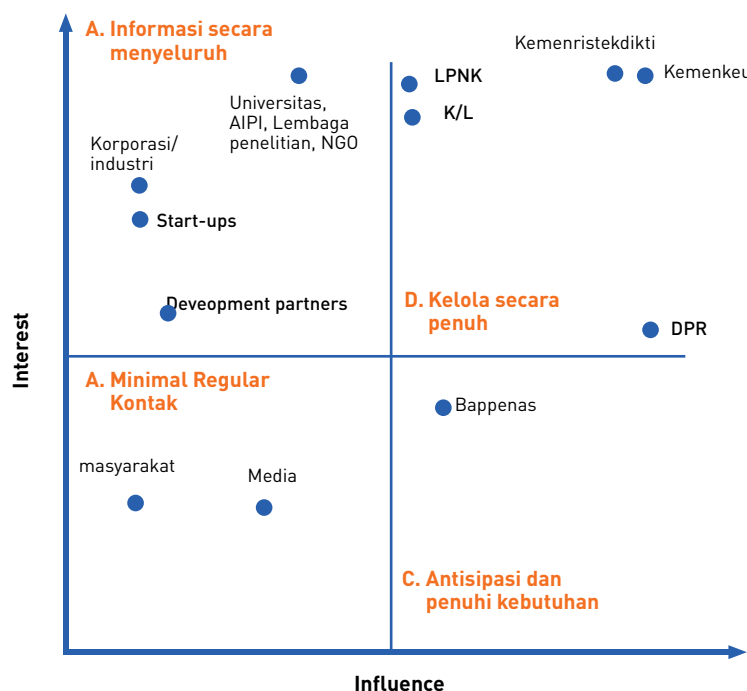 A. Informasi secara
menyeluruh
Kemenristekdikti
Kemenkeu
LPNK
K/L
Universitas,
AIPI, Lembaga
penelitian, NGO
Korporasi/
industri
Start-ups
Deveopment partners
D. Kelola secara
penuh
DPR
Interest
A. Minimal Regular
Kontak
Bappenas
masyarakat
Media
C. Antisipasi dan
penuhi kebutuhan
Influence